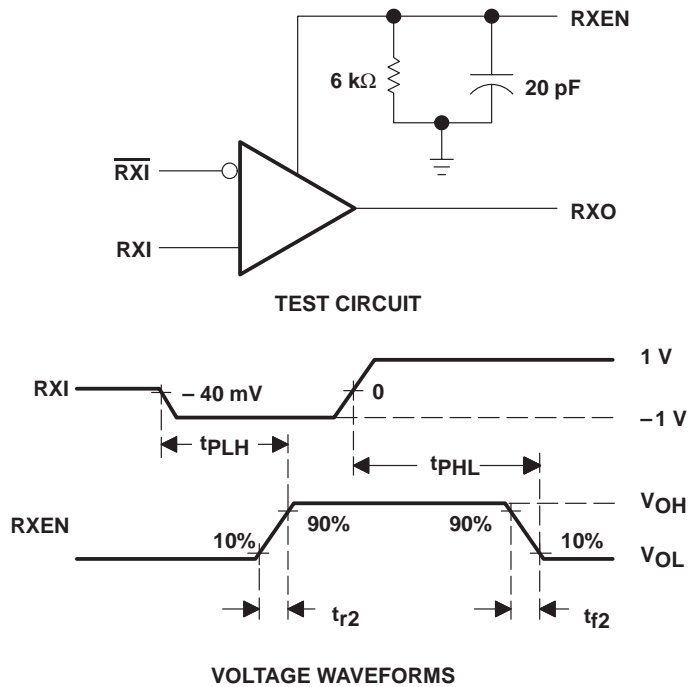 RXEN
6 kΩ
20 pF
RXI
RXO
RXI
TEST CIRCUIT
1 V
RXI
– 40 mV
0
–1 V
tPLH
tPHL
VOH
RXEN
10%
90%
90%
10%
VOL
tr2
tf2
VOLTAGE WAVEFORMS